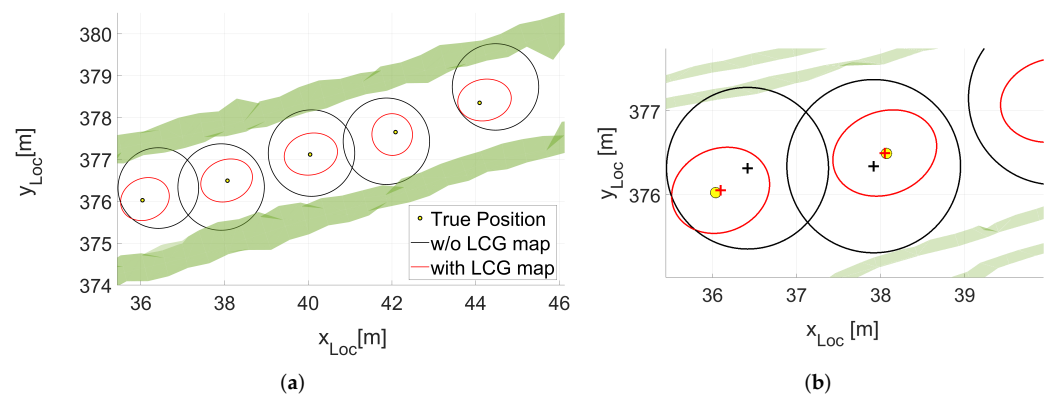 380
379
378
377
376
375
374
y_Loc[m]
36
38
40
42
44
46
x_Loc[m]
True Position
w/o LCG map
with LCG map
(a)
377
376
y_Loc [m]
36
37
38
39
x_Loc [m]
(b)